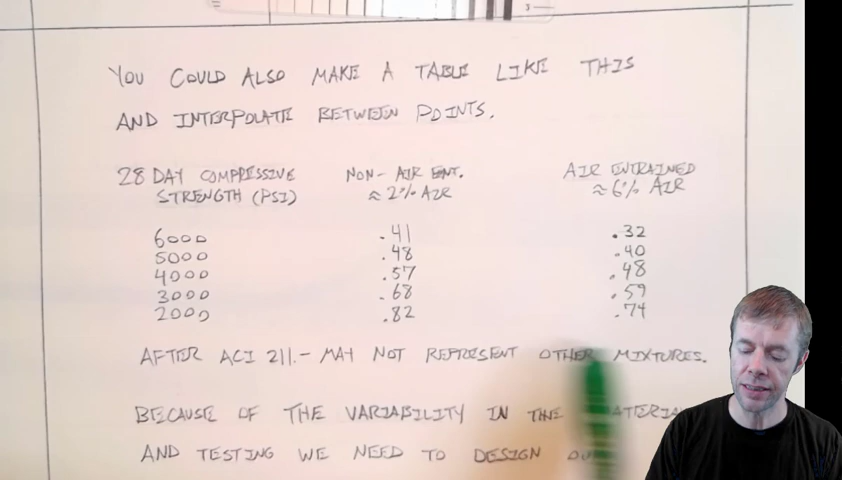 YOU COULD ALSO MAKE A TABLE LIKE THIS
AND INTERPOLATE BETWEEN POINTS.
28 DAY COMPRESSIVE STRENGTH (PSI) NON-AIR ENT. ≈ 2% AIR AIR ENTRAINED ≈ 6% AIR
6000 .41 .32
5000 .48 .40
4000 .57 .48
3000 .68 .59
2000 .82 .74
AFTER ACI 211.- MAY NOT REPRESENT OTHER MIXTURES.
BECAUSE OF THE VARIABILITY IN THE
AND TESTING WE NEED TO DESIGN